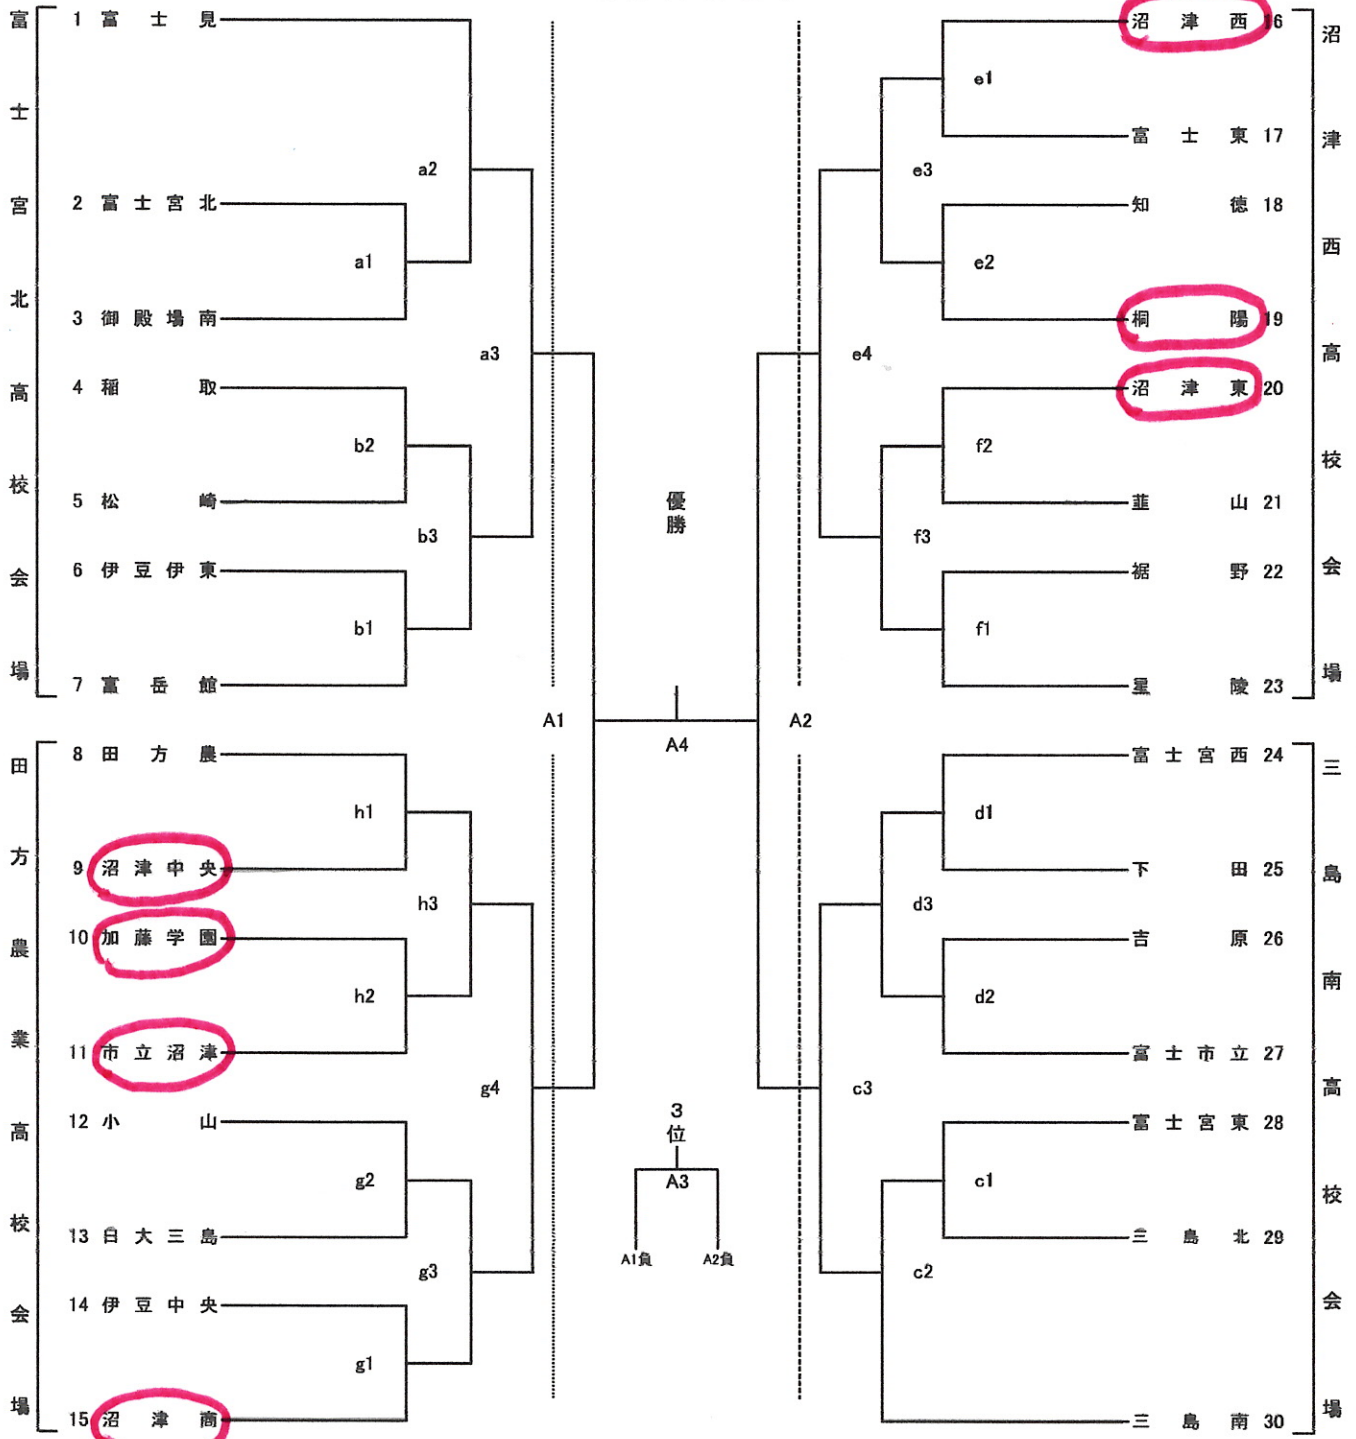 富士宮北高校会場
1 富士見
2 富士宮北
3 御殿場南
4 稲取
5 松崎
6 伊豆伊東
7 富岳館
a2
a1
a3
b2
b3
b1
田方農業高校会場
8 田方農
9 沼津中央
10 加藤学園
11 市立沼津
12 小山
13 日大三島
14 伊豆中央
15 沼津商
h1
h3
h2
g4
g2
g3
g1
優勝
A1
A4
A2
3位
A3
A1負
A2負
沼津西 16
富士東 17
知徳 18
桐陽 19
沼津東 20
韮山 21
裾野 22
星陵 23
e1
e3
e2
e4
f2
f3
f1
沼津西高校会場
富士宮西 24
下田 25
吉原 26
富士市立 27
富士宮東 28
三島北 29
三島南 30
d1
d3
d2
c3
c1
c2
三島南高校会場